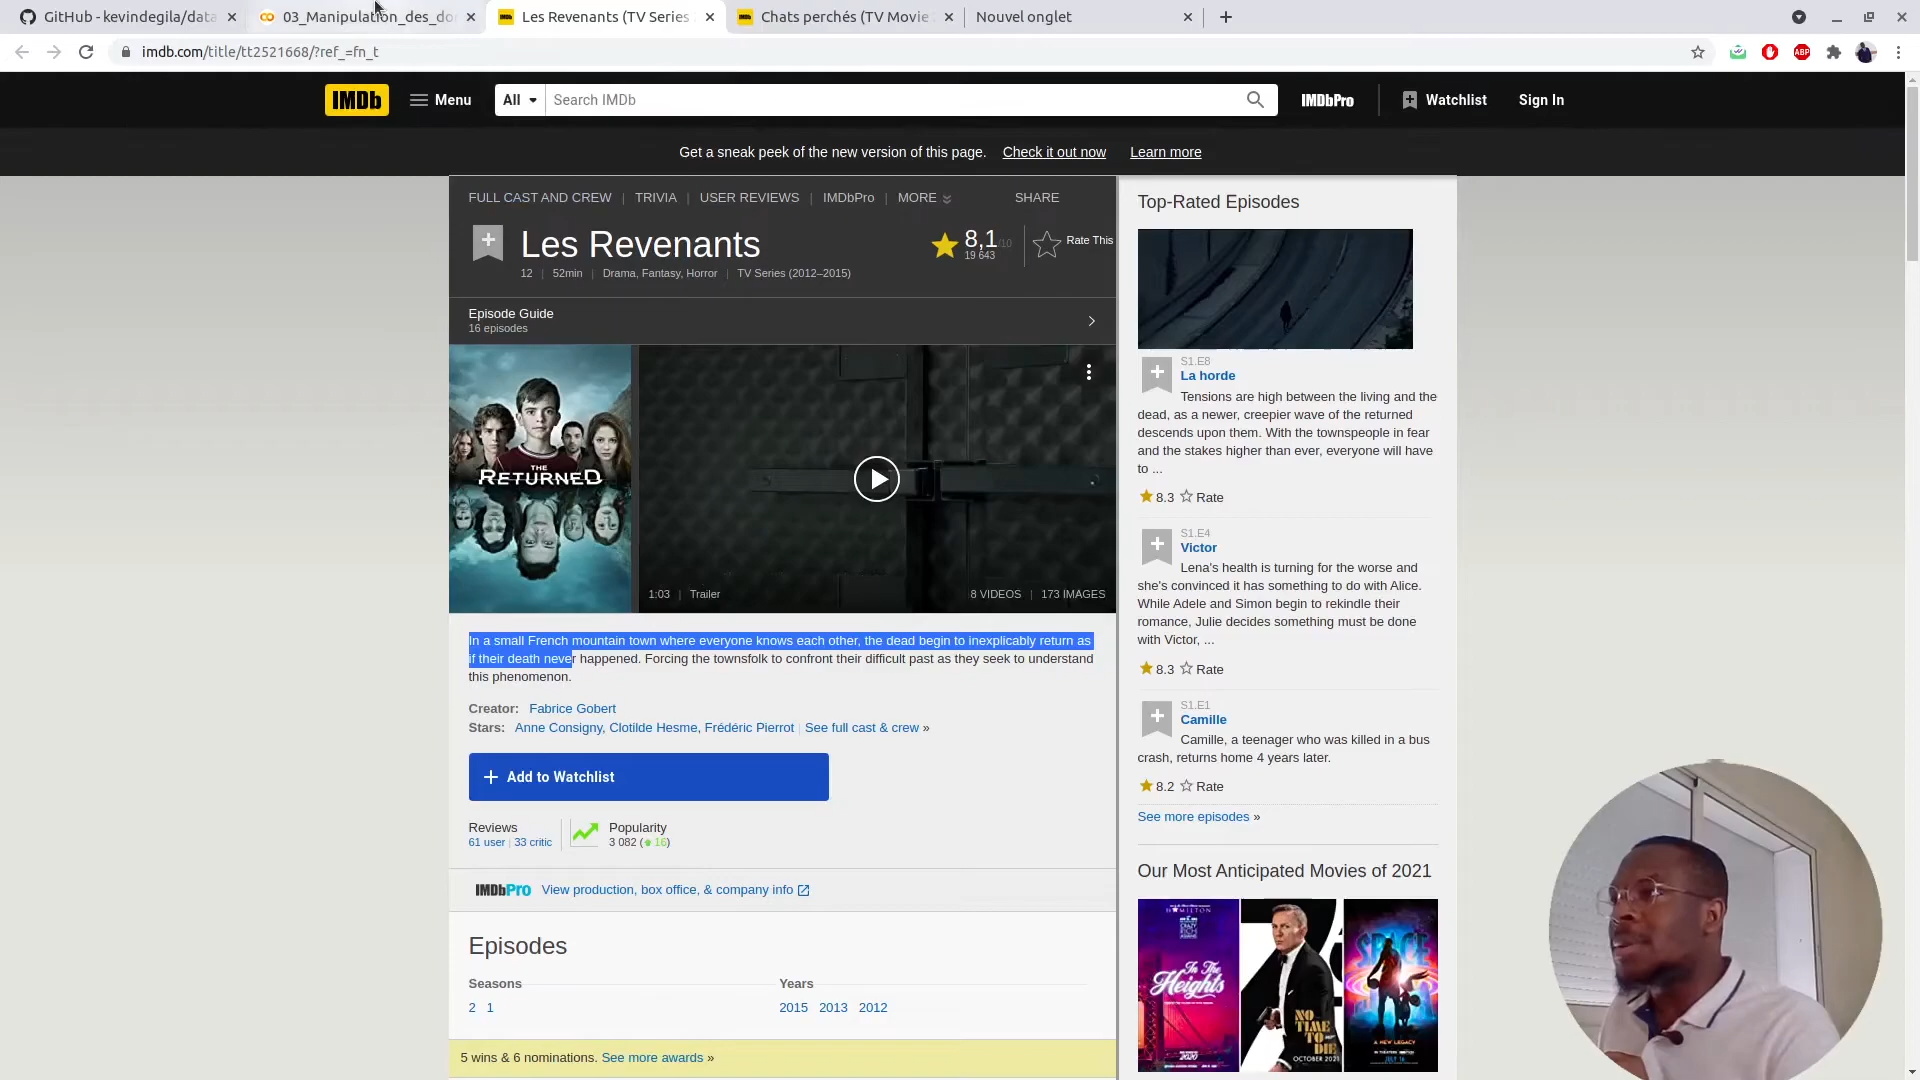 GitHub - kevindegila/data
03_Manipulation_des_do
Les Revenants (TV Series
Chats perchés (TV Movie
Nouvel onglet
imdb.com/title/tt2521668/?ref_=fn_t
ABP
IMDb
Menu
All
Search IMDb
IMDbPro
Watchlist
Sign In
Get a sneak peek of the new version of this page. Check it out now Learn more
FULL CAST AND CREW | TRIVIA | USER REVIEWS | IMDbPro | MORE
SHARE
Les Revenants
8,1/10
19 643
Rate This
12 | 52min | Drama, Fantasy, Horror | TV Series (2012–2015)
Episode Guide
16 episodes
THE
RETURNED
1:03 | Trailer
8 VIDEOS | 173 IMAGES
In a small French mountain town where everyone knows each other, the dead begin to inexplicably return as
if their death never happened. Forcing the townsfolk to confront their difficult past as they seek to understand
this phenomenon.
Creator: Fabrice Gobert
Stars: Anne Consigny, Clotilde Hesme, Frédéric Pierrot | See full cast & crew »
Add to Watchlist
Reviews
61 user | 33 critic
Popularity
3 082 (16)
IMDbPro View production, box office, & company info
Episodes
Seasons
2 1
Years
2015 2013 2012
5 wins & 6 nominations. See more awards »
Top-Rated Episodes
S1.E8
La horde
Tensions are high between the living and the
dead, as a newer, creepier wave of the returned
descends upon them. With the townspeople in fear
and the stakes higher than ever, everyone will have
to ...
8.3 Rate
S1.E4
Victor
Lena's health is turning for the worse and
she's convinced it has something to do with Alice.
While Adele and Simon begin to rekindle their
romance, Julie decides something must be done
with Victor, ...
8.3 Rate
S1.E1
Camille
Camille, a teenager who was killed in a bus
crash, returns home 4 years later.
8.2 Rate
See more episodes »
Our Most Anticipated Movies of 2021
HAMILTON
In The
Heights
NO
TIME
TO DIE
OCTOBER 2021
SPACE
JAM
A NEW LEGACY
JULY 16